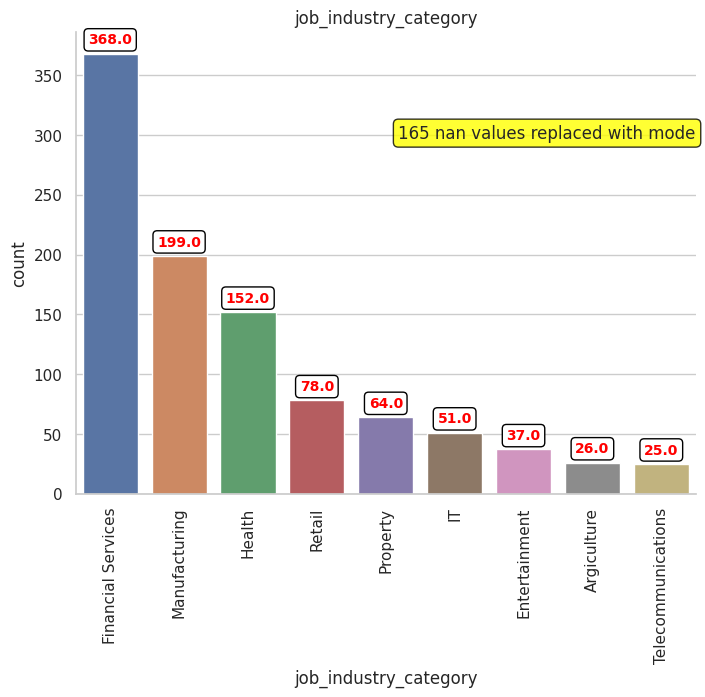 job_industry_category
368.0
350
165 nan values replaced with mode
300
250
199.0
200
152.0
150
count
100
78.0
64.0
51.0
50
37.0
26.0
25.0
0
Financial Services
Manufacturing
Health
Retail
Property
IT
Entertainment
Argiculture
Telecommunications
job_industry_category